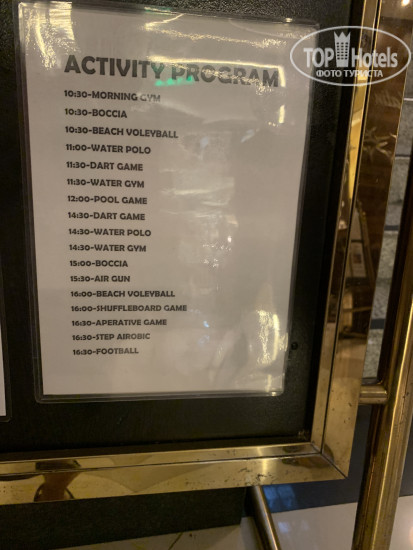 TOP Hotels
ФОТО ТУРИСТА
ACTIVITY PROGRAM
10:30-MORNING GYM
10:30-BOCCIA
10:30-BEACH VOLEYBALL
11:00-WATER POLO
11:30-DART GAME
11:30-WATER GYM
12:00-POOL GAME
14:30-DART GAME
14:30-WATER POLO
14:30-WATER GYM
15:00-BOCCIA
15:30-AIR GUN
16:00-BEACH VOLLEYBALL
16:00-SHUFFLEBOARD GAME
16:30-APERATIVE GAME
16:30-STEP AIROBIC
16:30-FOOTBALL